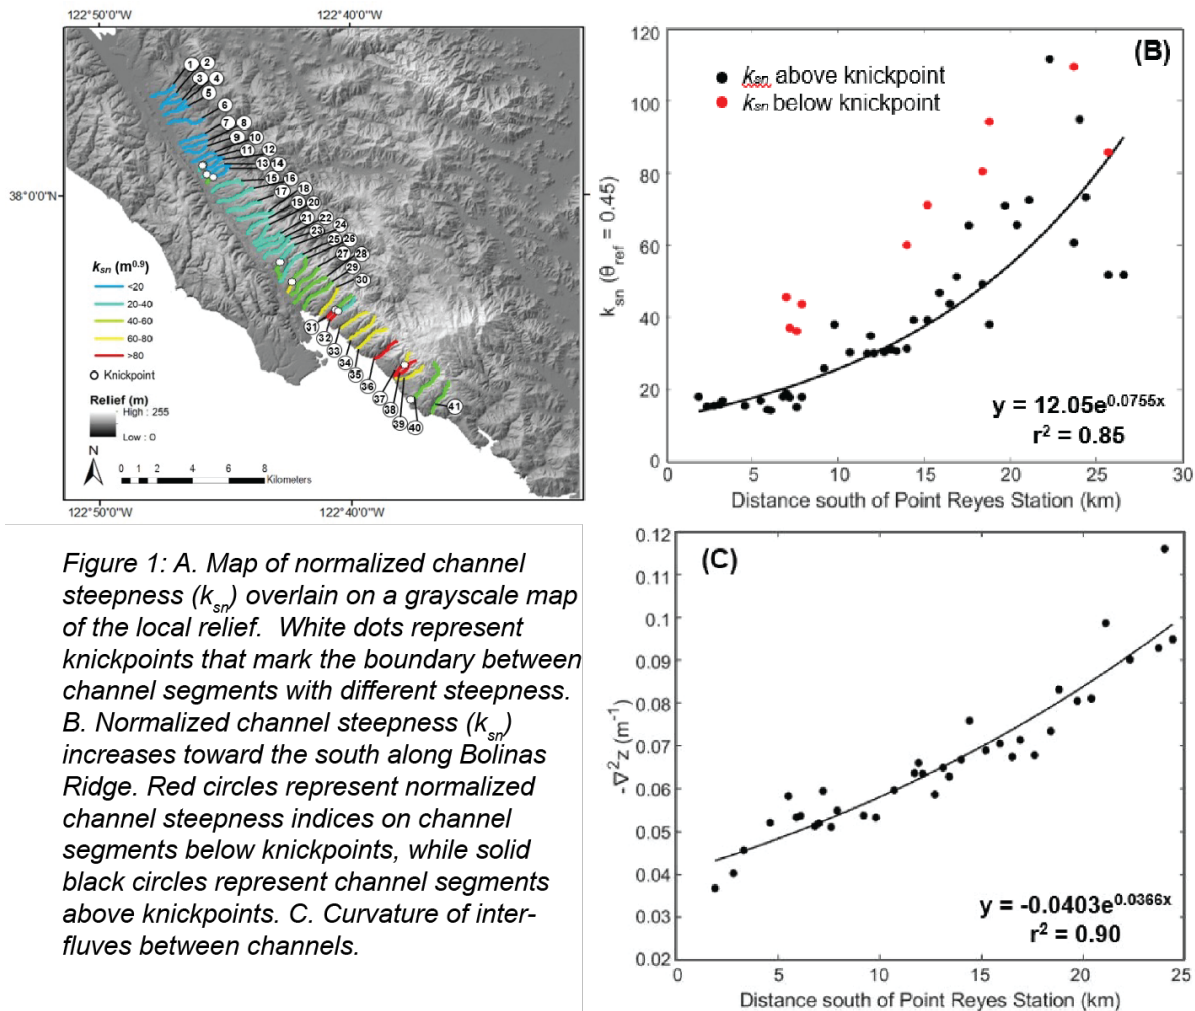 122°50'0"W 122°40'0"W
1 2
3 4
5
6
7 8
9 10
11 12
13 14
15 16
17 18
19 20
21 22
23 24
25 26
27 28
29
30
38°0'0"N 38°0'0"N
ksn (m0.9)
<20
20-40
40-60
60-80
>80
Knickpoint
Relief (m)
High : 255
Low : 0
N
0 1 2 4 6 8
Kilometers
31
32
33
34
35
36
37
38
39
40
41
122°50'0"W 122°40'0"W
(B)
ksn above knickpoint
ksn below knickpoint
120
100
80
60
40
20
0
ksn (θref = 0.45)
y = 12.05e0.0755x
r2 = 0.85
0 5 10 15 20 25 30
Distance south of Point Reyes Station (km)
Figure 1: A. Map of normalized channel
steepness (ksn) overlain on a grayscale map
of the local relief. White dots represent
knickpoints that mark the boundary between
channel segments with different steepness.
B. Normalized channel steepness (ksn)
increases toward the south along Bolinas
Ridge. Red circles represent normalized
channel steepness indices on channel
segments below knickpoints, while solid
black circles represent channel segments
above knickpoints. C. Curvature of inter-
fluves between channels.
(C)
0.12
0.11
0.1
0.09
0.08
0.07
0.06
0.05
0.04
0.03
0.02
-∇2z (m-1)
y = -0.0403e0.0366x
r2 = 0.90
0 5 10 15 20 25
Distance south of Point Reyes Station (km)